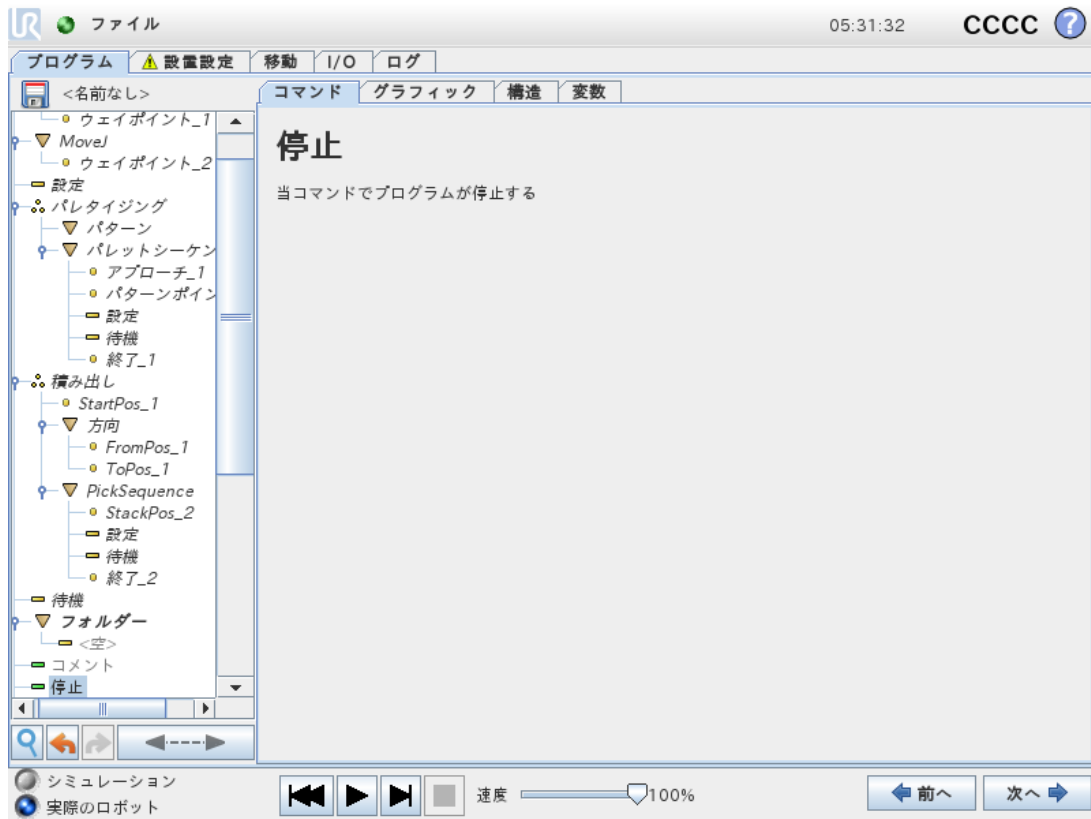 UR ファイル 05:31:32 CCCC ?
プログラム 設置設定 移動 I/O ログ
<名前なし>
コマンド グラフィック 構造 変数
ウェイポイント_1
MoveJ
ウェイポイント_2
設定
パレタイジング
パターン
パレットシーケン
アプローチ_1
パターンポイン
設定
待機
終了_1
積み出し
StartPos_1
方向
FromPos_1
ToPos_1
PickSequence
StackPos_2
設定
待機
終了_2
待機
フォルダー
<空>
コメント
停止
停止
当コマンドでプログラムが停止する
シミュレーション
実際のロボット
速度 100%
前へ 次へ